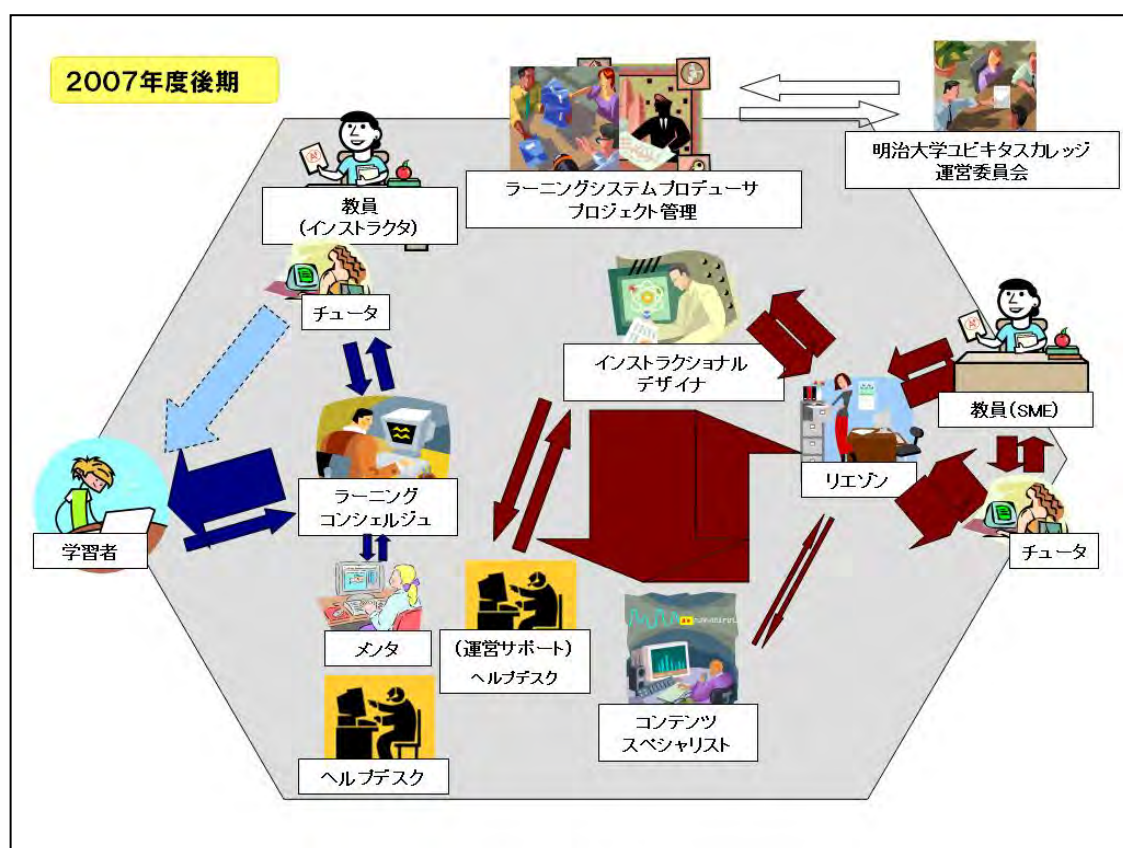 2007年度後期
明治大学ユビキタスカレッジ
運営委員会
ラーニングシステムプロデューサ
プロジェクト管理
教員
(インストラクタ)
チュータ
インストラクショナル
デザイナ
教員(SME)
リエゾン
チュータ
ラーニング
コンシェルジュ
学習者
メンタ
(運営サポート)
ヘルプデスク
コンテンツ
スペシャリスト
ヘルプデスク